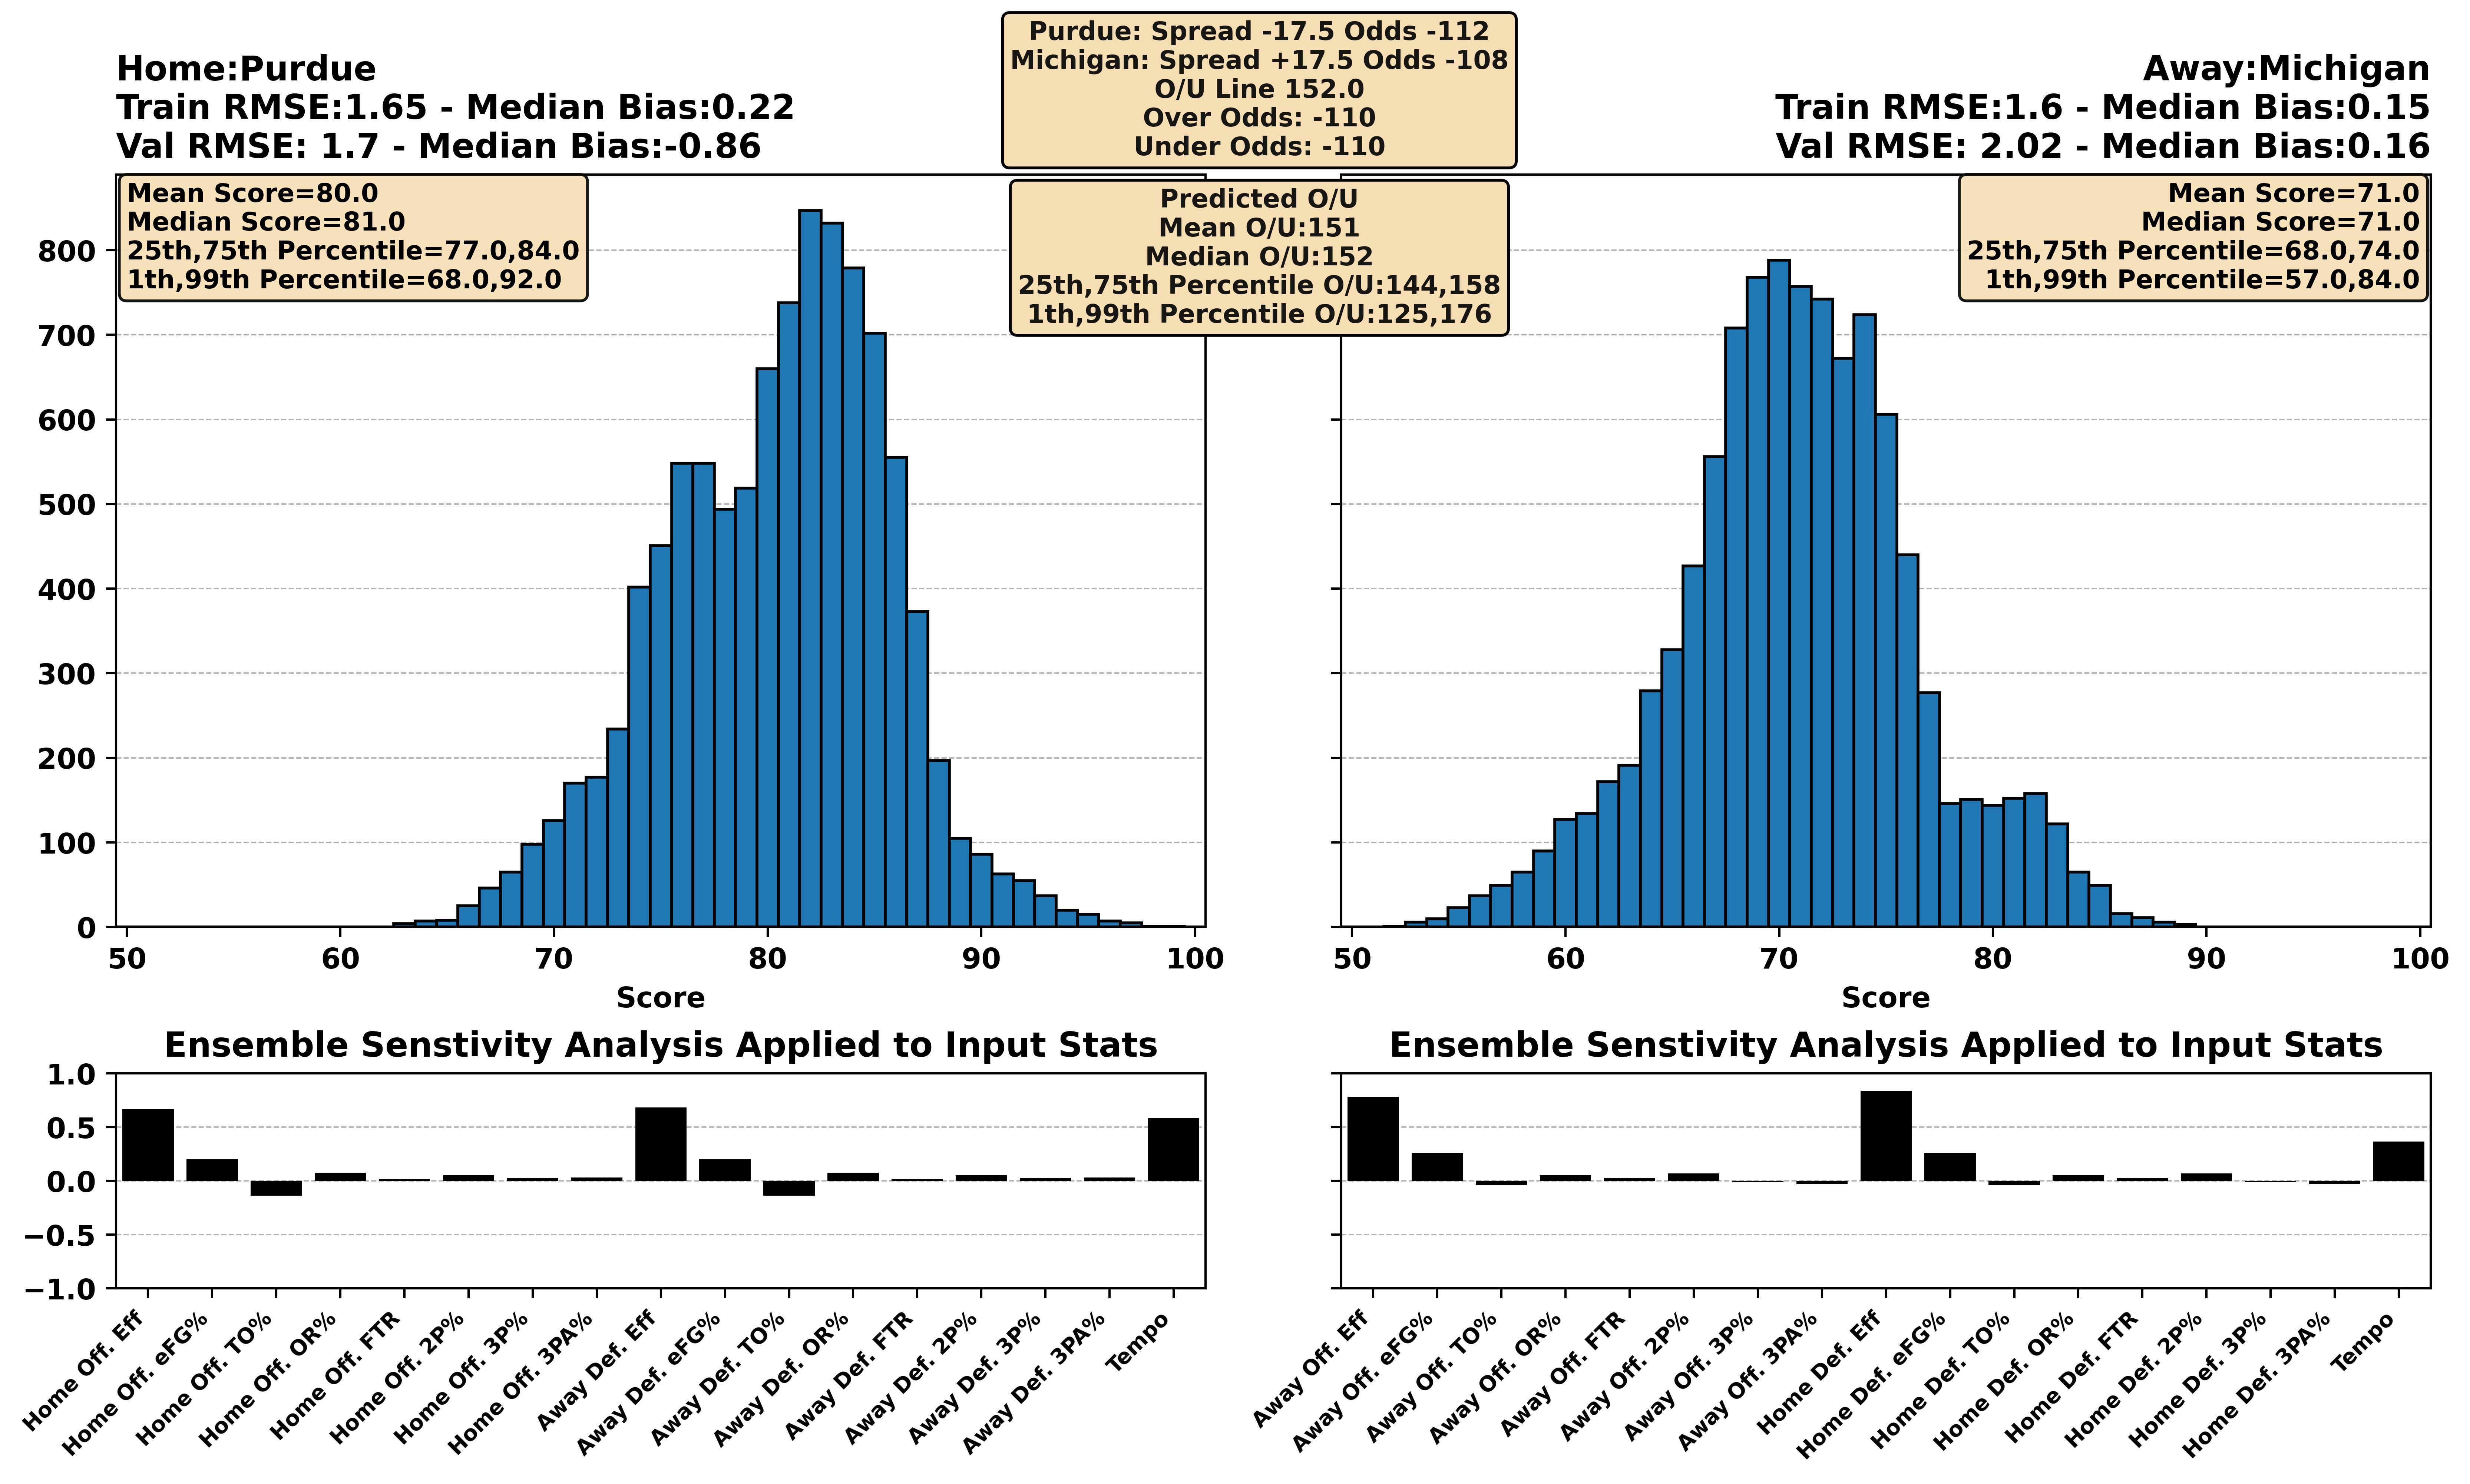 Purdue: Spread -17.5 Odds -112
Michigan: Spread +17.5 Odds -108
O/U Line 152.0
Over Odds: -110
Under Odds: -110
Home:Purdue
Train RMSE:1.65 - Median Bias:0.22
Val RMSE: 1.7 - Median Bias:-0.86
Away:Michigan
Train RMSE:1.6 - Median Bias:0.15
Val RMSE: 2.02 - Median Bias:0.16
Mean Score=80.0
Median Score=81.0
25th,75th Percentile=77.0,84.0
1th,99th Percentile=68.0,92.0
Predicted O/U
Mean O/U:151
Median O/U:152
25th,75th Percentile O/U:144,158
1th,99th Percentile O/U:125,176
Mean Score=71.0
Median Score=71.0
25th,75th Percentile=68.0,74.0
1th,99th Percentile=57.0,84.0
800
700
600
500
400
300
200
100
0
50 60 70 80 90 100
Score
50 60 70 80 90 100
Score
Ensemble Senstivity Analysis Applied to Input Stats
1.0
0.5
0.0
−0.5
−1.0
Home Off. Eff
Home Off. eFG%
Home Off. TO%
Home Off. OR%
Home Off. FTR
Home Off. 2P%
Home Off. 3P%
Home Off. 3PA%
Away Def. Eff
Away Def. eFG%
Away Def. TO%
Away Def. OR%
Away Def. FTR
Away Def. 2P%
Away Def. 3P%
Away Def. 3PA%
Tempo
Ensemble Senstivity Analysis Applied to Input Stats
Away Off. Eff
Away Off. eFG%
Away Off. TO%
Away Off. OR%
Away Off. FTR
Away Off. 2P%
Away Off. 3P%
Away Off. 3PA%
Home Def. Eff
Home Def. eFG%
Home Def. TO%
Home Def. OR%
Home Def. FTR
Home Def. 2P%
Home Def. 3P%
Home Def. 3PA%
Tempo